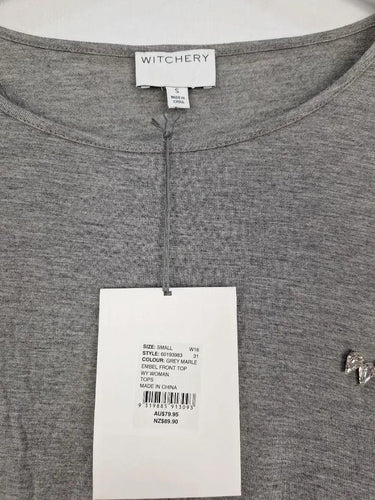 WITCHERY
S
MADE IN
CHINA
SIZE: SMALL W18
STYLE: 60193983 31
COLOUR: GREY MARLE
EMBEL FRONT TOP
WY WOMAN
TOPS
MADE IN CHINA
9 319885 913093
AU$79.95
NZ$89.90